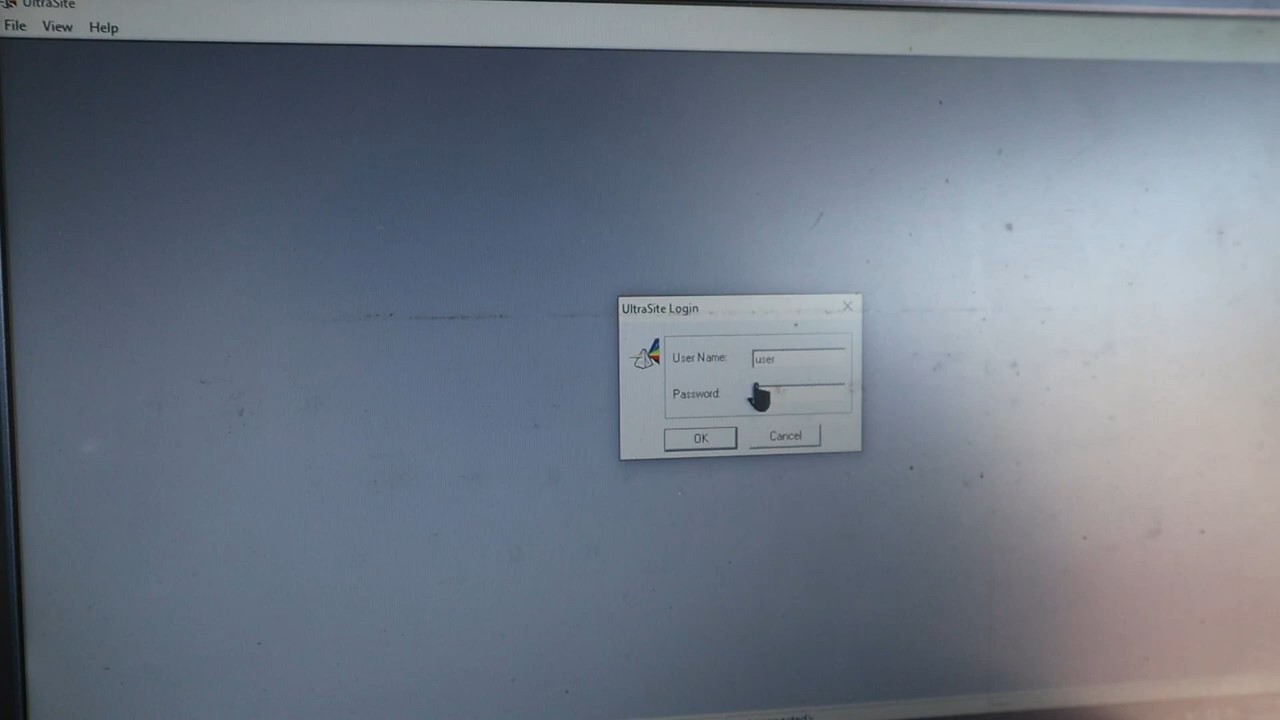 UltraSite
File View Help
UltraSite Login
User Name: user
Password:
OK Cancel